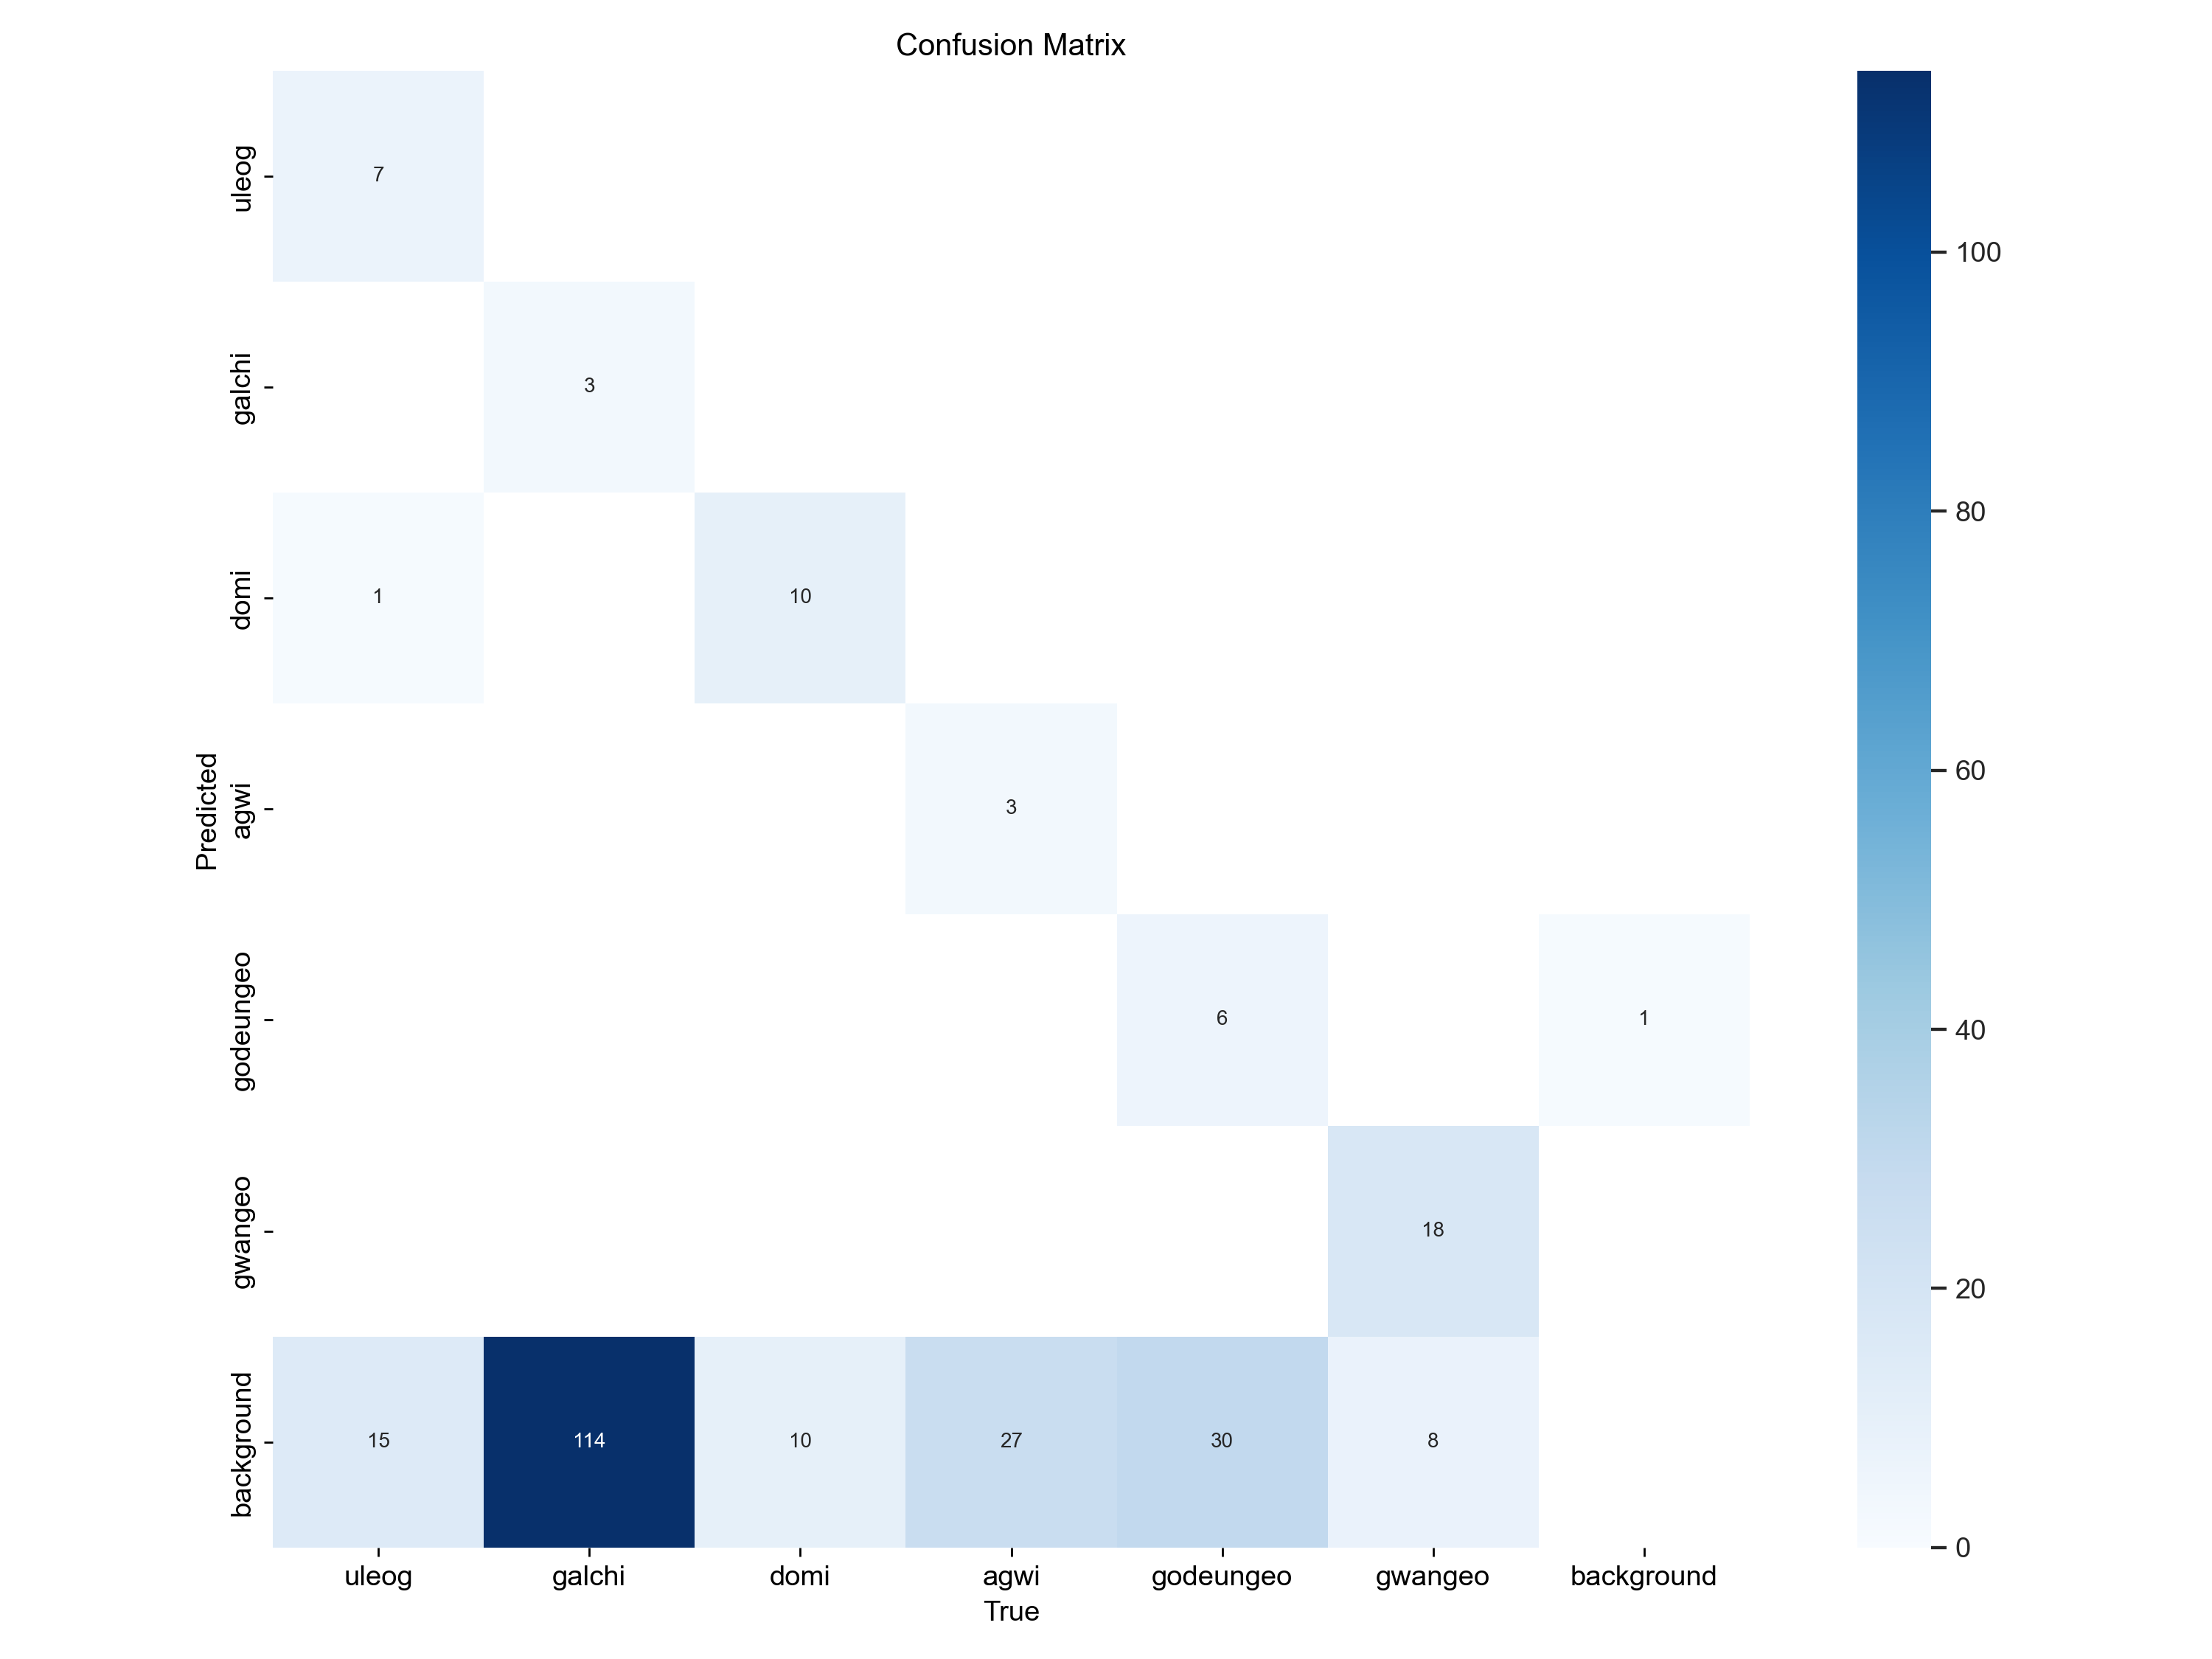 Confusion Matrix
uleog
7
galchi
3
domi
1 10
agwi
3
godeungeo
6 1
gwangeo
18
background
15 114 10 27 30 8
Predicted
uleog galchi domi agwi godeungeo gwangeo background
True
100
80
60
40
20
0